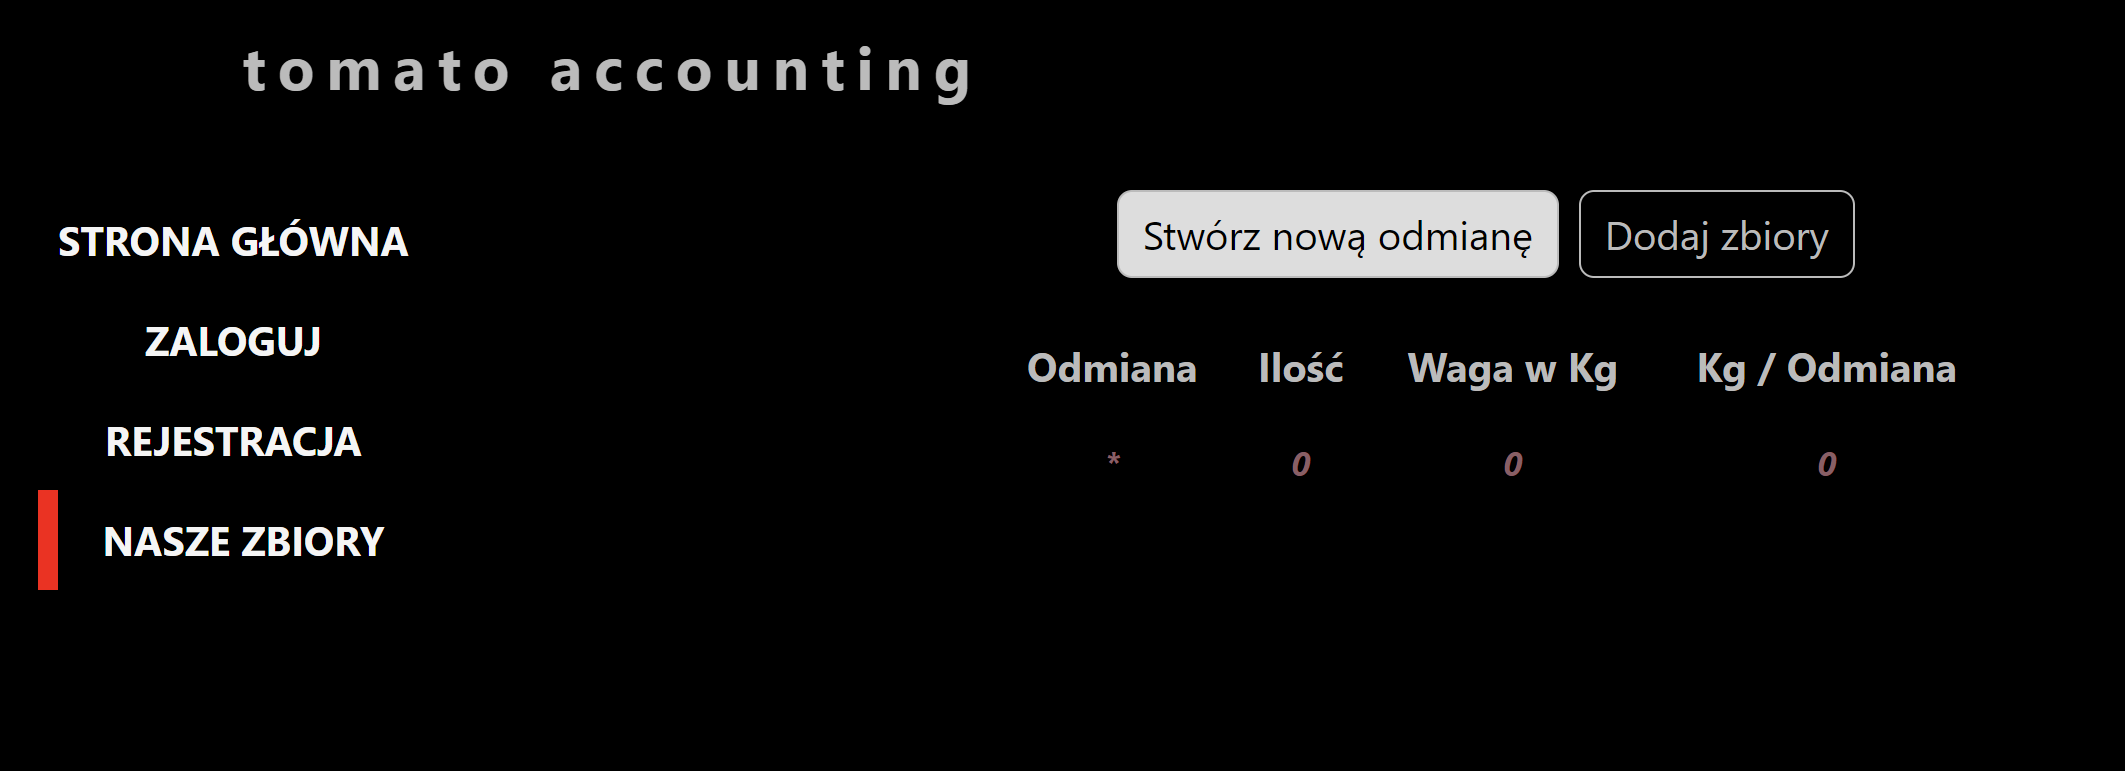 tomato accounting
STRONA GŁÓWNA
ZALOGUJ
REJESTRACJA
NASZE ZBIORY
Stwórz nową odmianę Dodaj zbiory
Odmiana Ilość Waga w Kg Kg / Odmiana
* 0 0 0